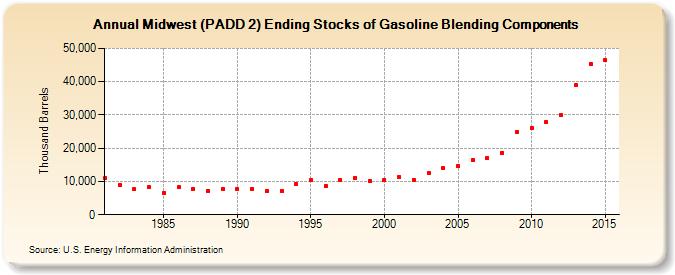 Annual Midwest (PADD 2) Ending Stocks of Gasoline Blending Components
Thousand Barrels
50,000
40,000
30,000
20,000
10,000
0
1985 1990 1995 2000 2005 2010 2015
Source: U.S. Energy Information Administration